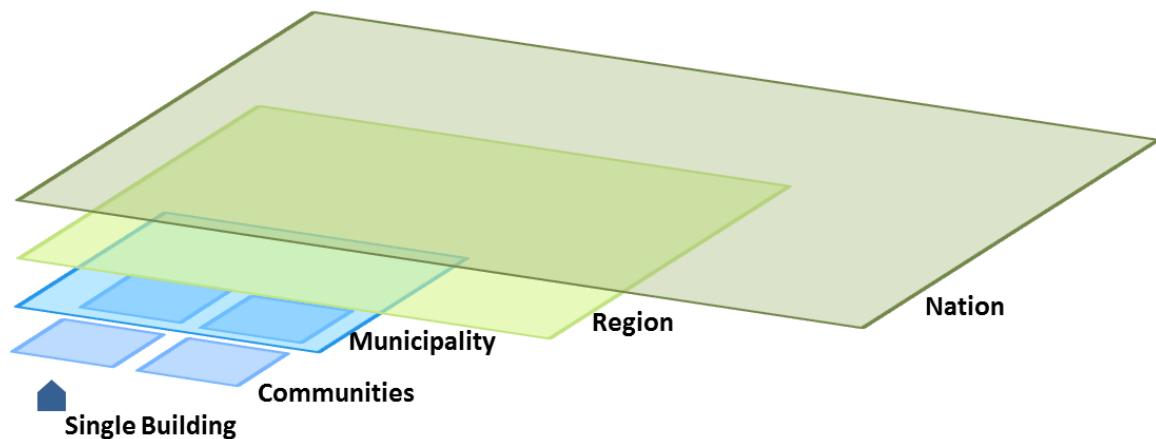 Nation
Region
Municipality
Communities
Single Building